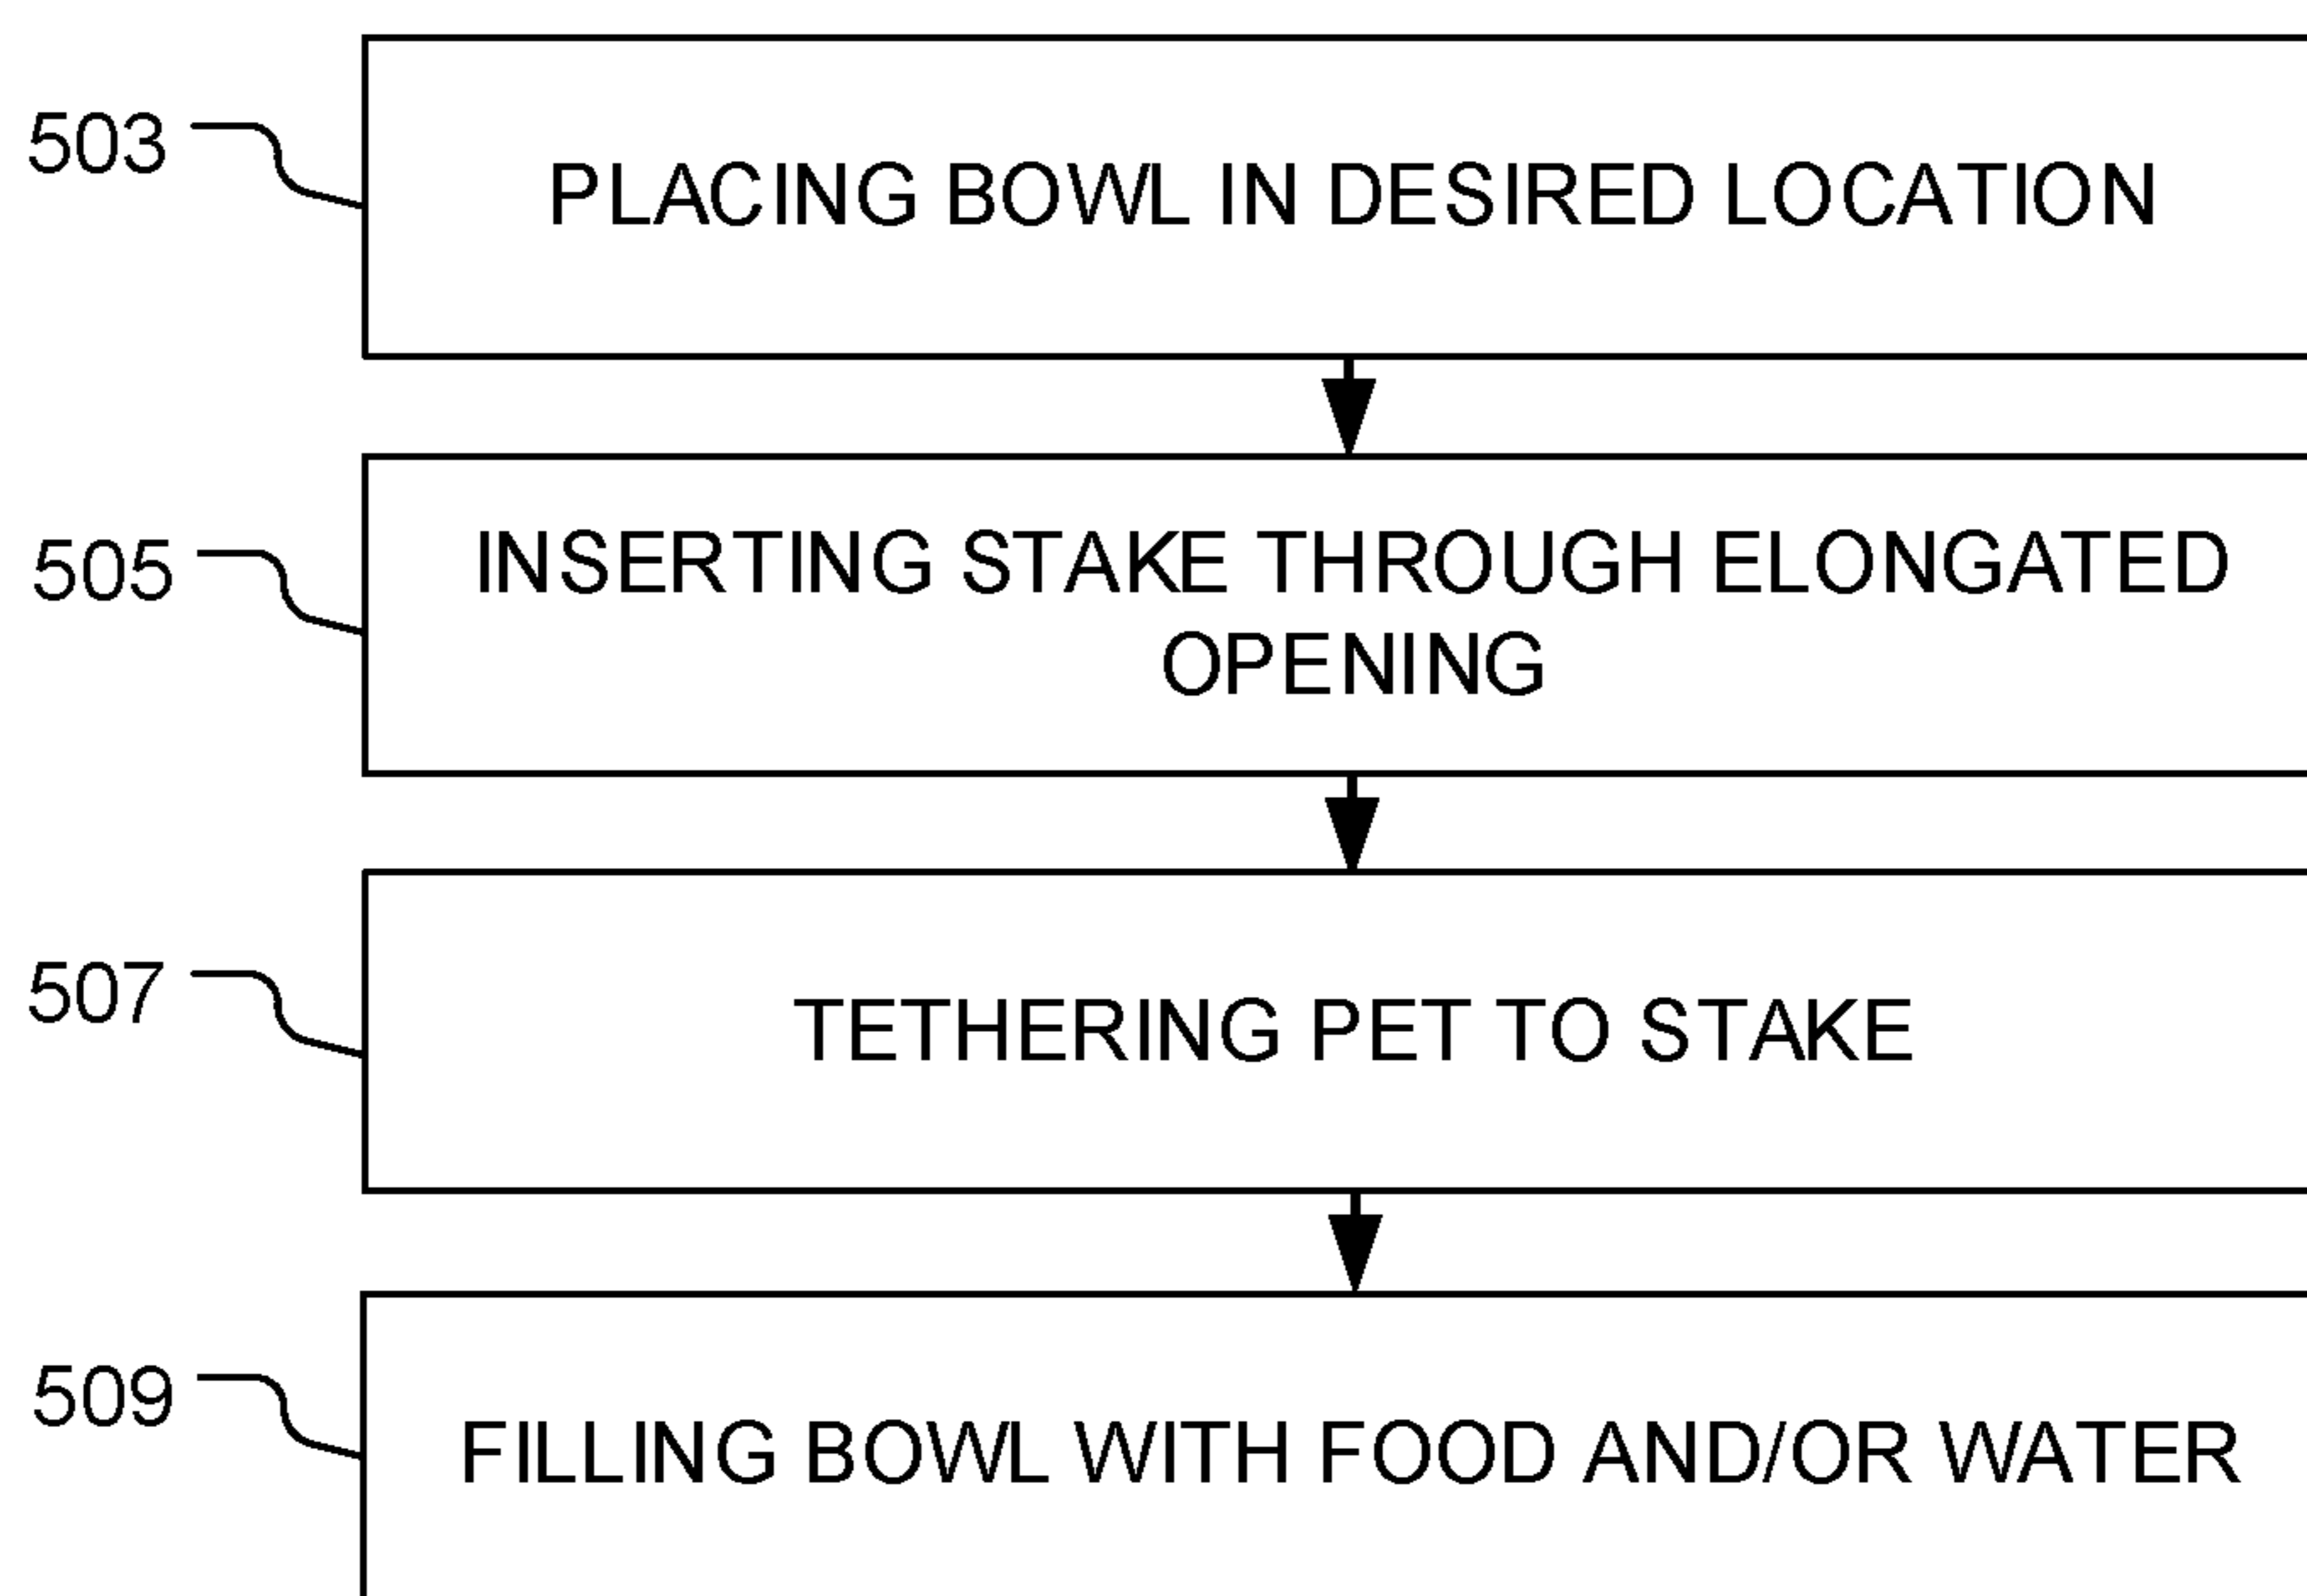 503
PLACING BOWL IN DESIRED LOCATION
505
INSERTING STAKE THROUGH ELONGATED
OPENING
507
TETHERING PET TO STAKE
509
FILLING BOWL WITH FOOD AND/OR WATER